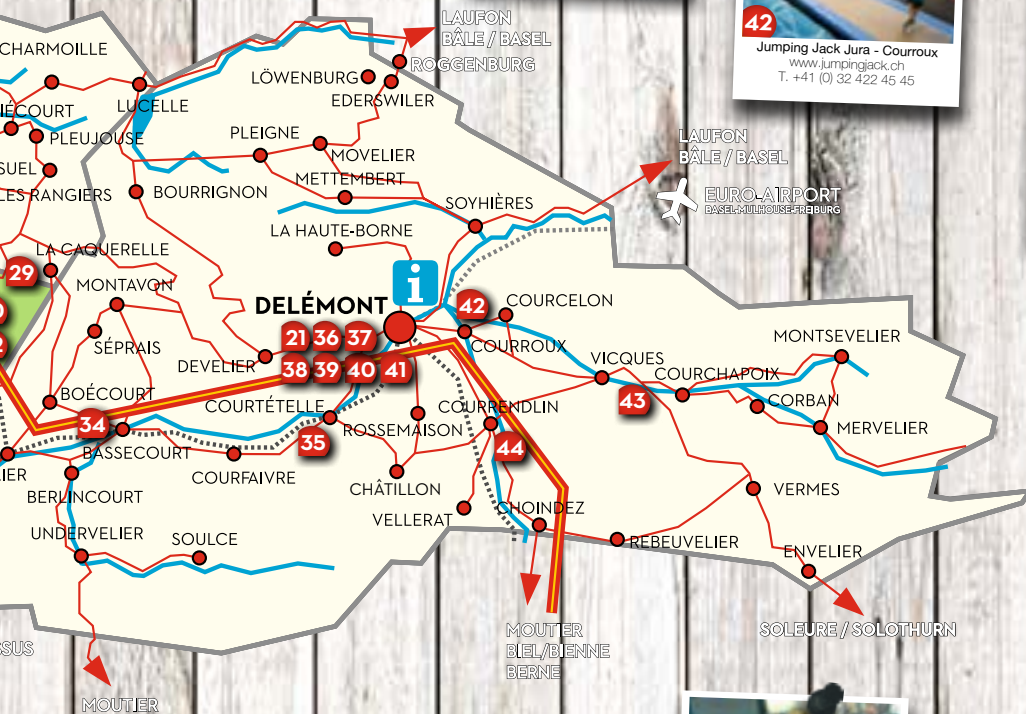 CHARMOILLE
LAUFON
BÂLE / BASEL
ROGGENBURG
LÖWENBURG
EDERSWILER
LUCELLE
PLEUJOUSE
PLEIGNE
MOVELIER
METTEMBERT
LES RANGIERS
BOURRIGNON
SOYHIÈRES
LA HAUTE-BORNE
LA CAQUERELLE
29
MONTAVON
i
DELÉMONT
42
COURCELON
SÉPRAIS
DEVELIER
21 36 37
COURROUX
38 39 40 41
VICQUES
MONTSEVELIER
COURCHAPOIX
43
CORBAN
MERVELIER
BOÉCOURT
34
COURTÉTELLE
COURRENDLIN
ROSSEMAISON
35
44
BASSECOURT
COURFAIVRE
CHÂTILLON
BERLINCOURT
VELLERAT
CHOINDEZ
VERMES
UNDERVELIER
SOULCE
REBEUVELIER
ENVELIER
MOUTIER
BIEL/BIENNE
BERNE
SOLEURE / SOLOTHURN
MOUTIER
LAUFON
BÂLE / BASEL
EURO-AIRPORT
BASEL-MULHOUSE-FREIBURG
42
Jumping Jack Jura - Courroux
www.jumpingjack.ch
T. +41 (0) 32 422 45 45